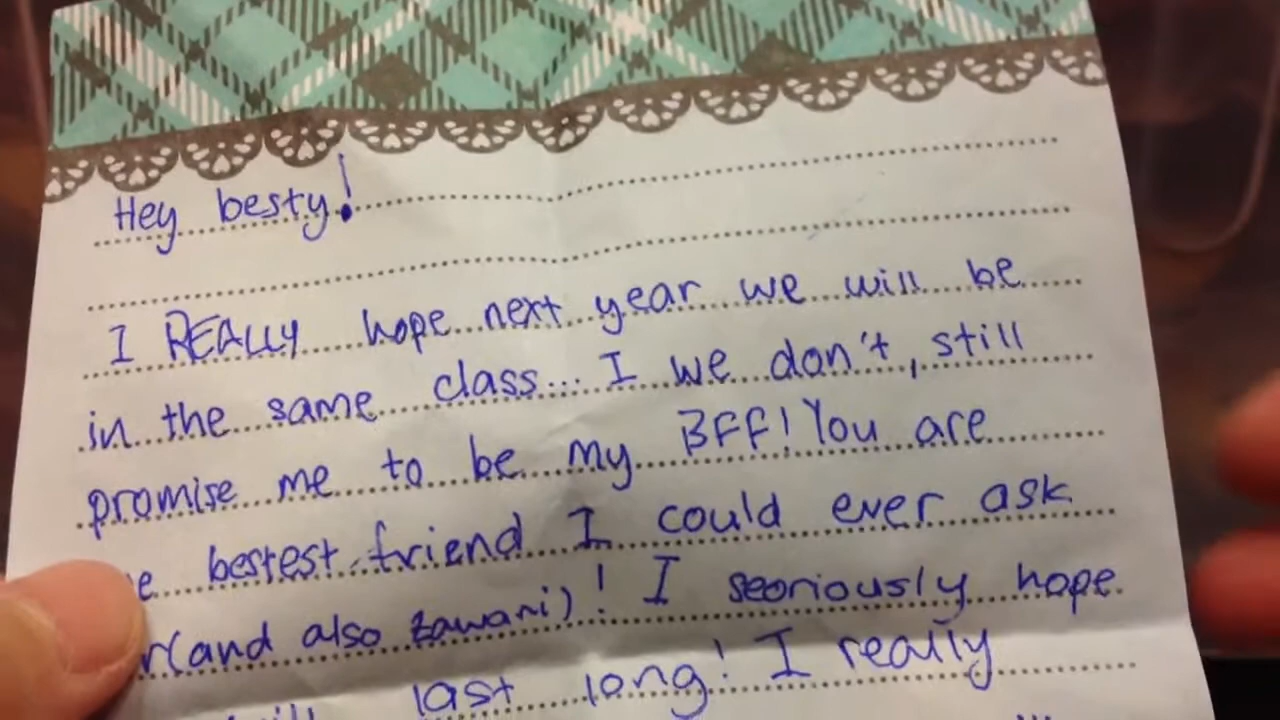 Hey besty!
I REALLY hope next year we will be
in the same class... I we don't, still
promise me to be my BFF! You are
bestest friend I could ever ask
(and also zawani)! I seoriously hope
last long! I really